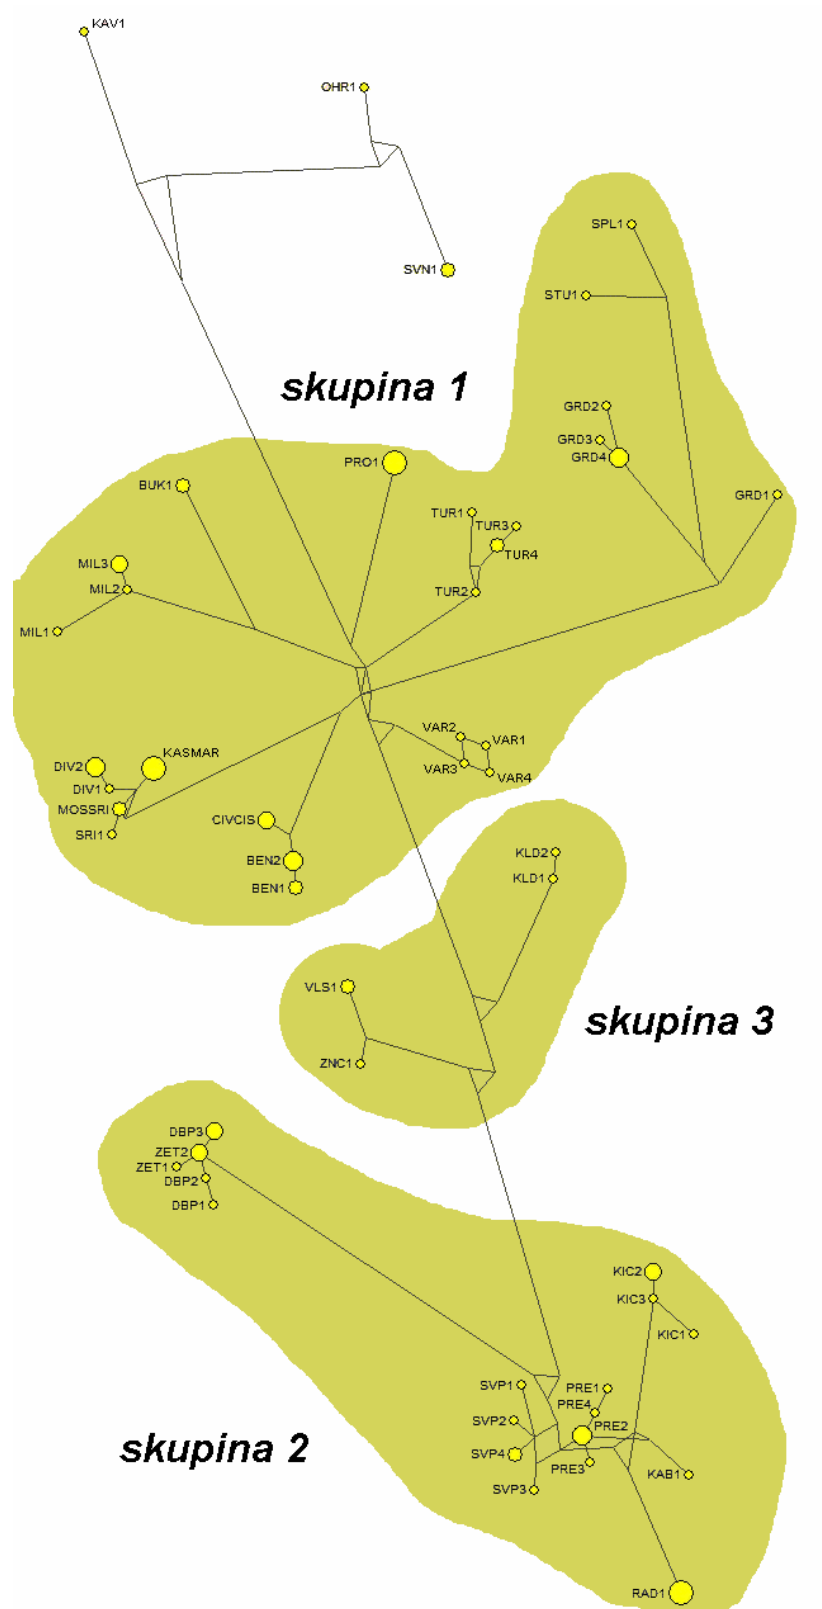 KAV1
OHR1
SVN1
SPL1
STU1
skupina 1
GRD2
GRD3
GRD4
GRD1
PRO1
BUK1
TUR1
TUR3
TUR4
TUR2
MIL3
MIL2
MIL1
VAR2
VAR1
VAR3
VAR4
KASMAR
DIV2
DIV1
MOSSRI
SRI1
CIVCIS
BEN2
BEN1
KLD2
KLD1
VLS1
skupina 3
ZNC1
DBP3
ZET2
ZET1
DBP2
DBP1
KIC2
KIC3
KIC1
SVP1
PRE1
PRE4
SVP2
PRE2
skupina 2
SVP4
PRE3
KAB1
SVP3
RAD1